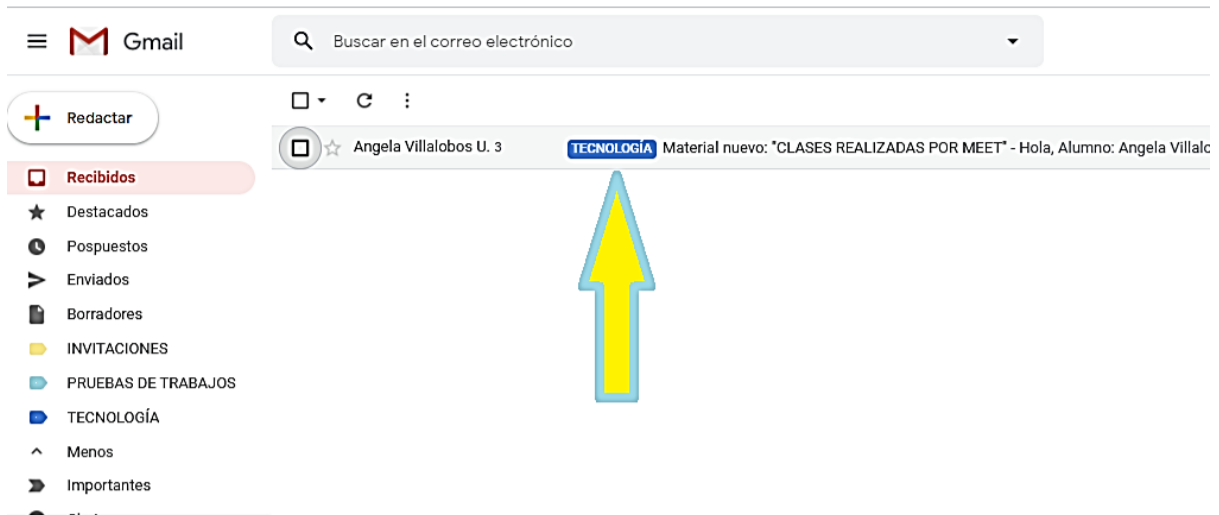 Gmail
Buscar en el correo electrónico
Redactar
Angela Villalobos U. 3 TECNOLOGÍA Material nuevo: "CLASES REALIZADAS POR MEET" - Hola, Alumno: Angela Villalo
Recibidos
Destacados
Pospuestos
Enviados
Borradores
INVITACIONES
PRUEBAS DE TRABAJOS
TECNOLOGÍA
Menos
Importantes